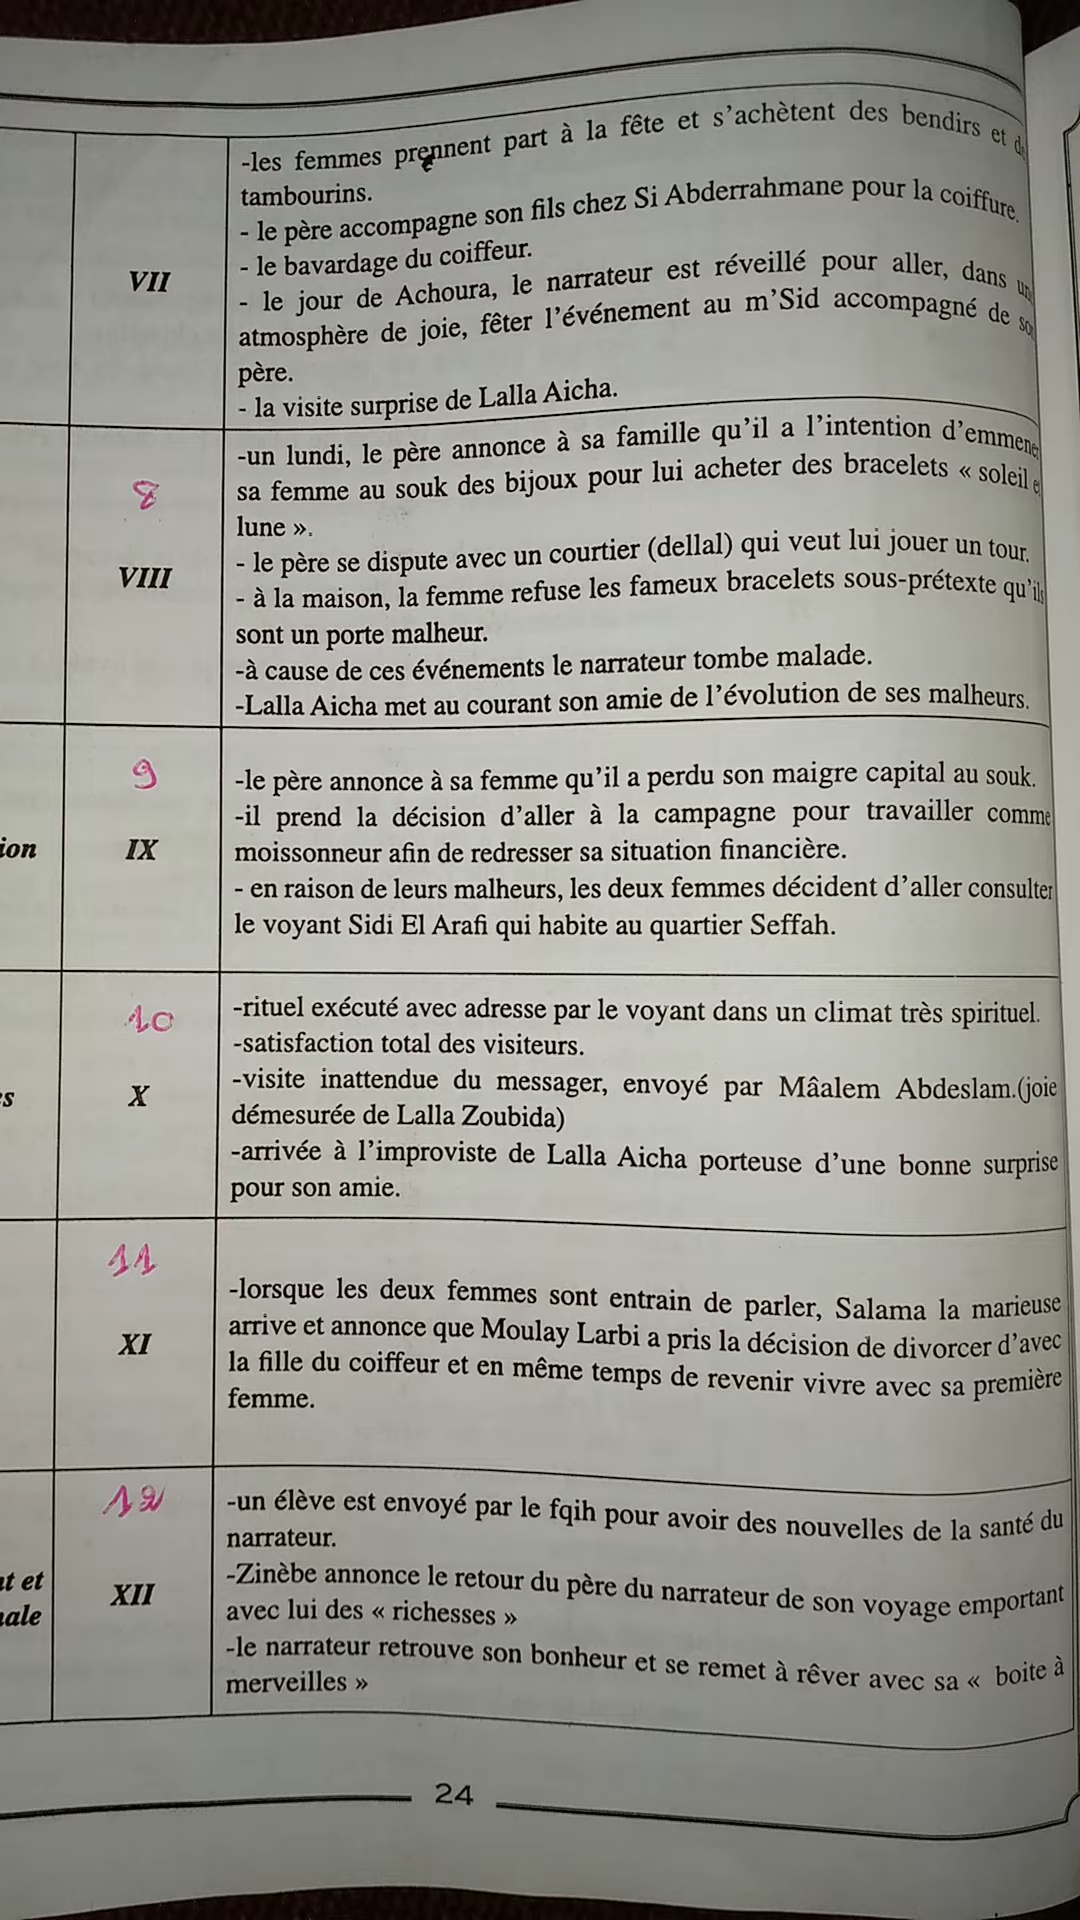 -les femmes prennent part à la fête et s'achètent des bendirs et
tambourins.
- le père accompagne son fils chez Si Abderrahmane pour la coiffure.
- le bavardage du coiffeur.
VII
- le jour de Achoura, le narrateur est réveillé pour aller, dans
atmosphère de joie, fêter l'événement au m'Sid accompagné de
père.
- la visite surprise de Lalla Aicha.
8
VIII
-un lundi, le père annonce à sa famille qu'il a l'intention d'emmener
sa femme au souk des bijoux pour lui acheter des bracelets « soleil
lune ».
- le père se dispute avec un courtier (dellal) qui veut lui jouer un tour.
- à la maison, la femme refuse les fameux bracelets sous-prétexte qu'ils
sont un porte malheur.
-à cause de ces événements le narrateur tombe malade.
-Lalla Aicha met au courant son amie de l'évolution de ses malheurs.
ion
9
IX
-le père annonce à sa femme qu'il a perdu son maigre capital au souk.
-il prend la décision d'aller à la campagne pour travailler comme
moissonneur afin de redresser sa situation financière.
- en raison de leurs malheurs, les deux femmes décident d'aller consulter
le voyant Sidi El Arafi qui habite au quartier Seffah.
es
10
X
-rituel exécuté avec adresse par le voyant dans un climat très spirituel.
-satisfaction total des visiteurs.
-visite inattendue du messager, envoyé par Mâalem Abdeslam.(joie
démesurée de Lalla Zoubida)
-arrivée à l'improviste de Lalla Aicha porteuse d'une bonne surprise
pour son amie.
11
XI
-lorsque les deux femmes sont entrain de parler, Salama la marieuse
arrive et annonce que Moulay Larbi a pris la décision de divorcer d'avec
la fille du coiffeur et en même temps de revenir vivre avec sa première
femme.
nt et
nale
12
XII
-un élève est envoyé par le fqih pour avoir des nouvelles de la santé du
narrateur.
-Zinèbe annonce le retour du père du narrateur de son voyage emportant
avec lui des « richesses »
-le narrateur retrouve son bonheur et se remet à rêver avec sa « boite à
merveilles »
24